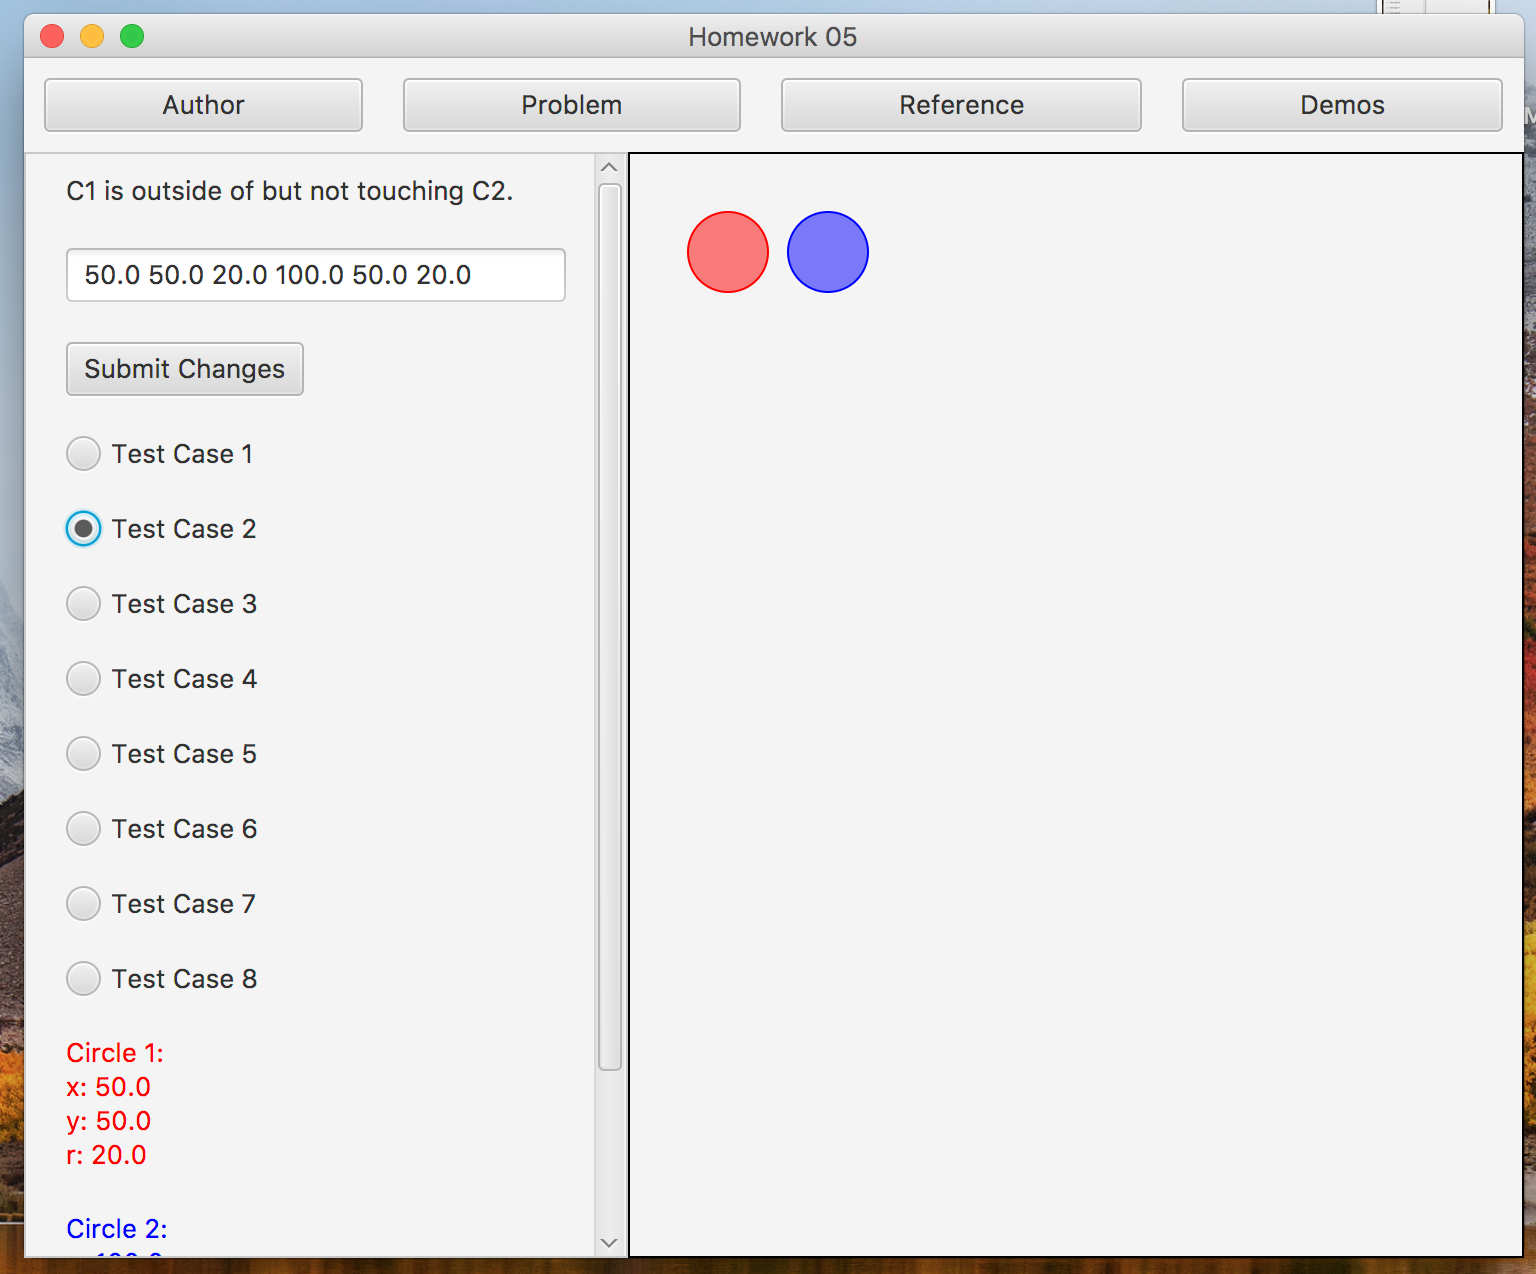 Homework 05
Author Problem Reference Demos
C1 is outside of but not touching C2.
50.0 50.0 20.0 100.0 50.0 20.0
Submit Changes
Test Case 1
Test Case 2
Test Case 3
Test Case 4
Test Case 5
Test Case 6
Test Case 7
Test Case 8
Circle 1:
x: 50.0
y: 50.0
r: 20.0
Circle 2: